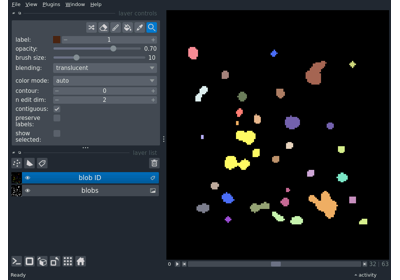 File View Plugins Window Help
layer controls
label: 1
opacity: 0.70
brush size: 10
blending: translucent
color mode: auto
contour: 0
n edit dim: 2
contiguous:
preserve
labels:
show
selected:
layer list
blob ID
blobs
32 63
Ready
activity